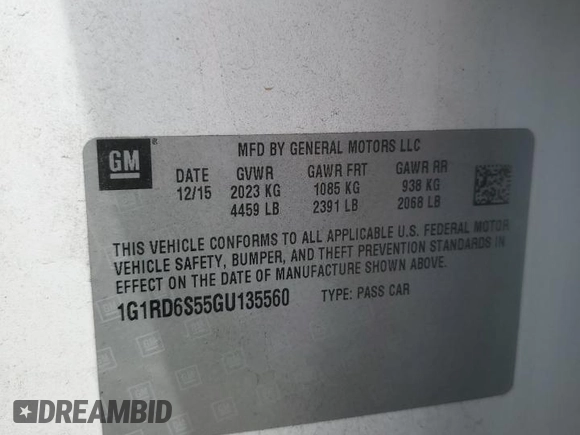 GM
®
MFD BY GENERAL MOTORS LLC
DATE GVWR GAWR FRT GAWR RR
12/15 2023 KG 1085 KG 938 KG
4459 LB 2391 LB 2068 LB
THIS VEHICLE CONFORMS TO ALL APPLICABLE U.S. FEDERAL MOTOR
VEHICLE SAFETY, BUMPER, AND THEFT PREVENTION STANDARDS IN
EFFECT ON THE DATE OF MANUFACTURE SHOWN ABOVE.
1G1RD6S55GU135560 TYPE: PASS CAR
DREAMBID